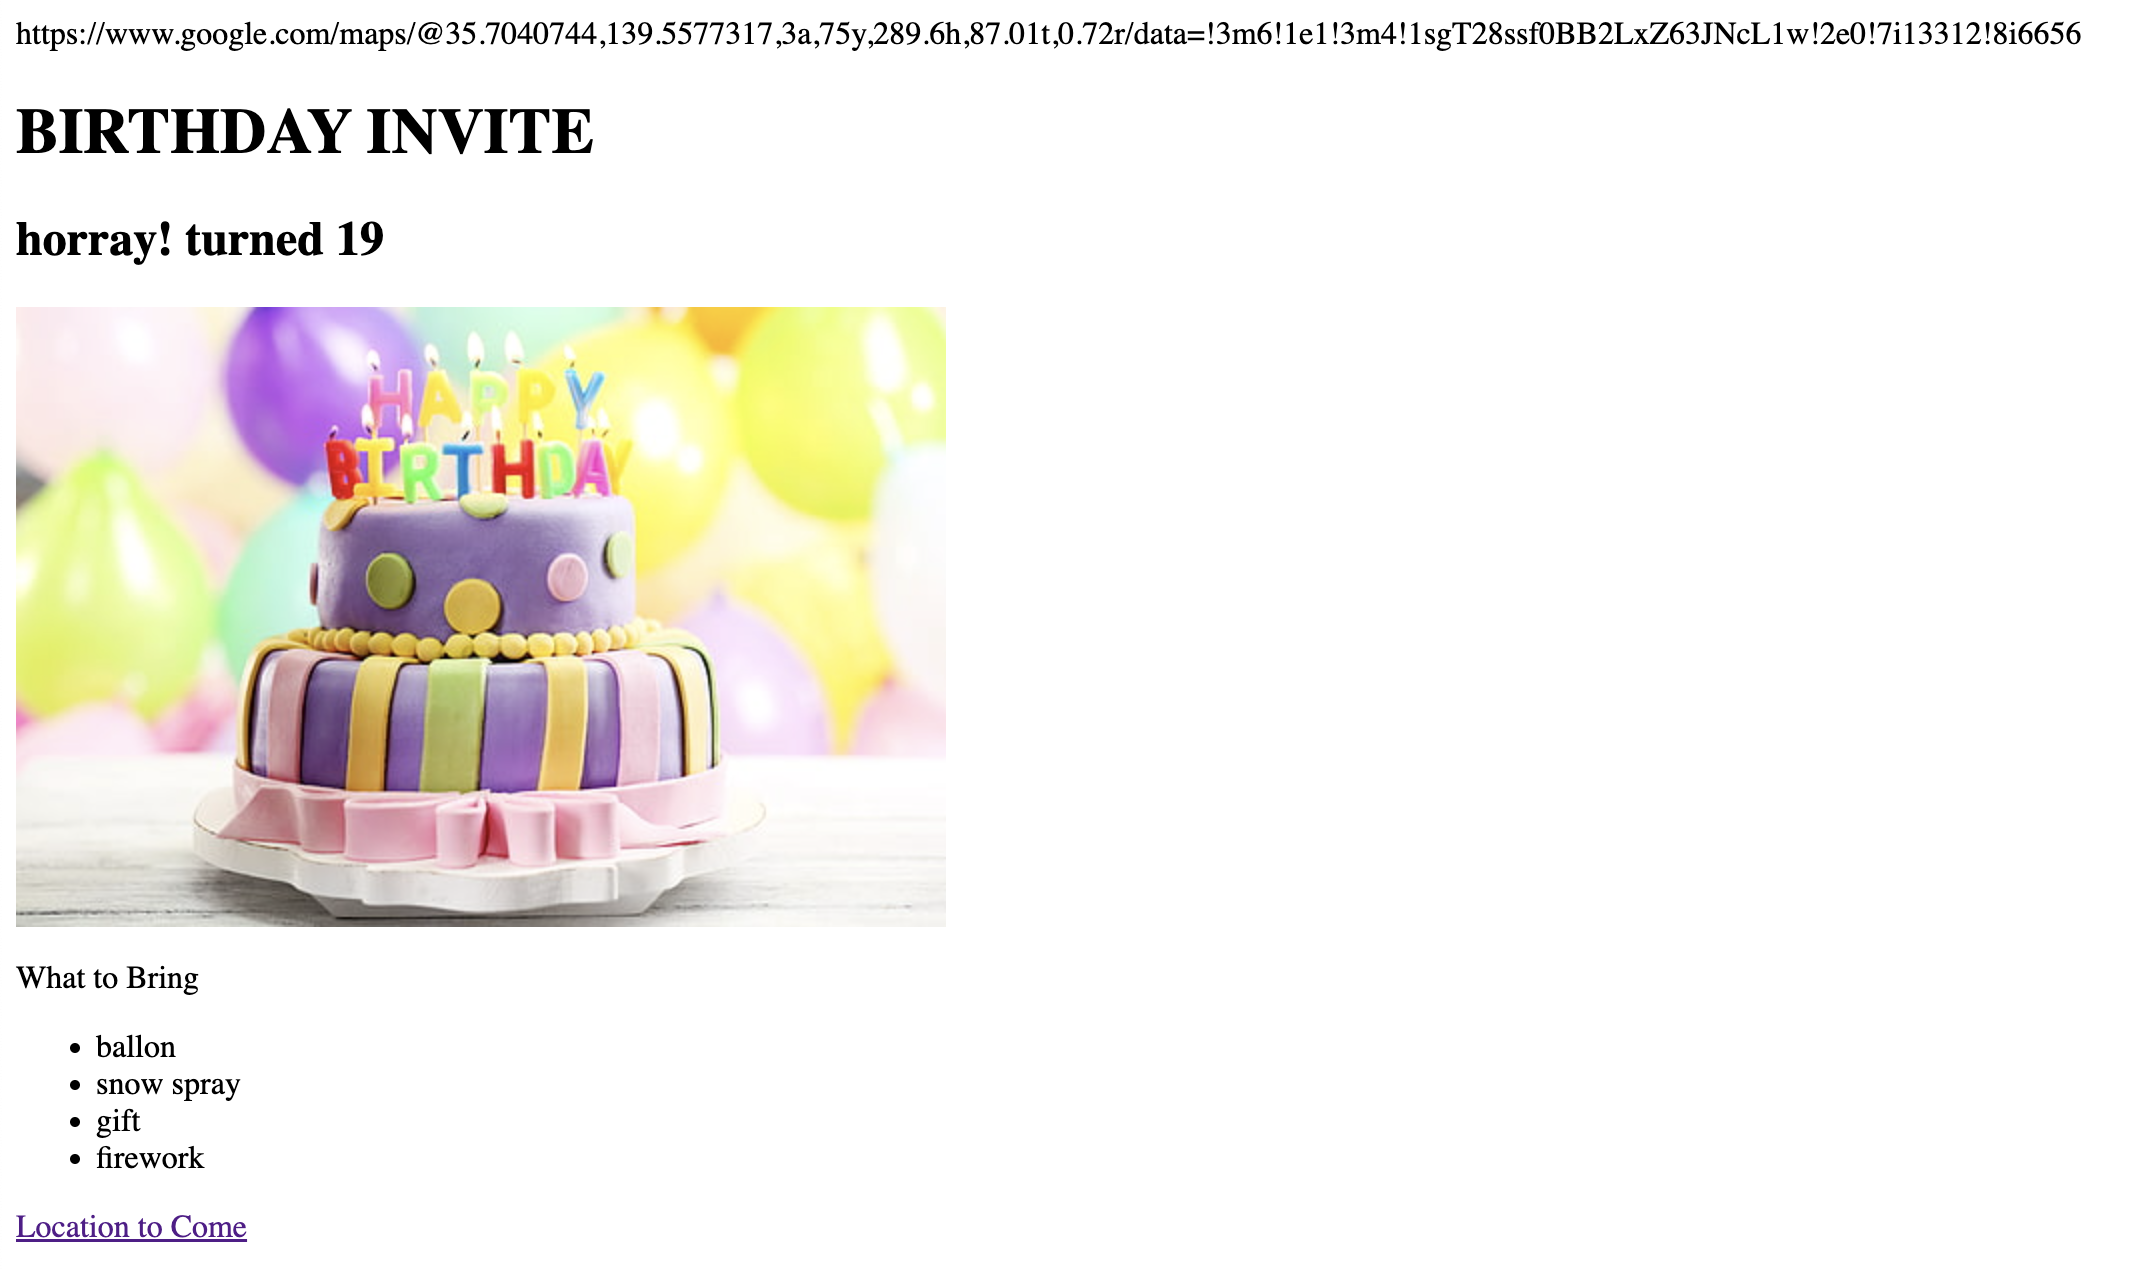 https://www.google.com/maps/@35.7040744,139.5577317,3a,75y,289.6h,87.01t,0.72r/data=!3m6!1e1!3m4!1sgT28ssf0BB2LxZ63JNcL1w!2e0!7i13312!8i6656
BIRTHDAY INVITE
horray! turned 19
HAPPY
BIRTHDAY
What to Bring
ballon
snow spray
gift
firework
Location to Come